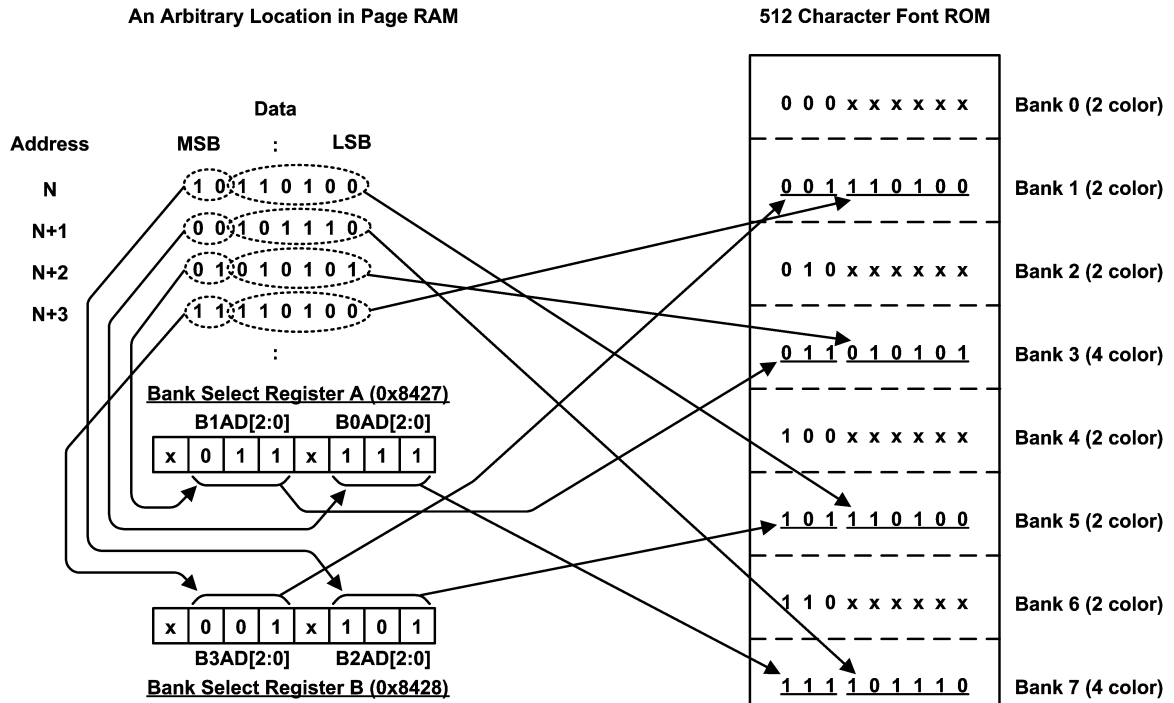 An Arbitrary Location in Page RAM
512 Character Font ROM
0 0 0 x x x x x x Bank 0 (2 color)
Data
Address MSB : LSB
N 1 0 1 1 0 1 0 0 0 0 1 1 1 0 1 0 0 Bank 1 (2 color)
N+1 0 0 1 0 1 1 1 0
N+2 0 1 0 1 0 1 0 1 0 1 0 x x x x x x Bank 2 (2 color)
N+3 1 1 1 1 0 1 0 0
: 0 1 1 0 1 0 1 0 1 Bank 3 (4 color)
Bank Select Register A (0x8427)
B1AD[2:0] B0AD[2:0]
x 0 1 1 x 1 1 1
1 0 0 x x x x x x Bank 4 (2 color)
1 0 1 1 1 0 1 0 0 Bank 5 (2 color)
1 1 0 x x x x x x Bank 6 (2 color)
x 0 0 1 x 1 0 1
B3AD[2:0] B2AD[2:0]
Bank Select Register B (0x8428)
1 1 1 1 0 1 1 1 0 Bank 7 (4 color)